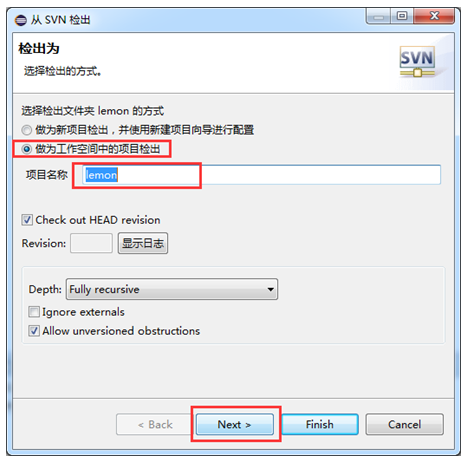 从 SVN 检出
检出为
选择检出的方式。
SVN
选择检出文件夹 lemon 的方式
做为新项目检出，并使用新建项目向导进行配置
做为工作空间中的项目检出
项目名称
lemon
Check out HEAD revision
Revision:
显示日志
Depth:
Fully recursive
Ignore externals
Allow unversioned obstructions
< Back
Next >
Finish
Cancel